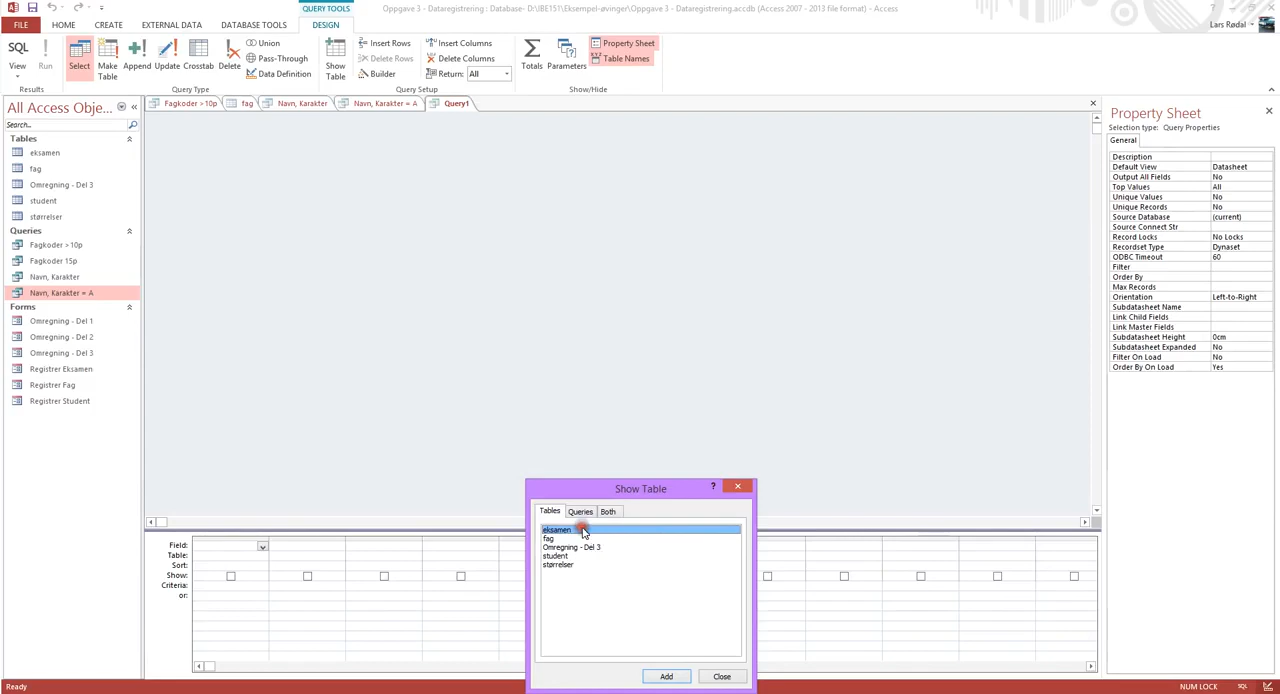 QUERY TOOLS
Oppgave 3 - Dataregistrering : Database- D:\IBE151\Eksempel-øvinger\Oppgave 3 - Dataregistrering.accdb (Access 2007 - 2013 file format) - Access
FILE HOME CREATE EXTERNAL DATA DATABASE TOOLS DESIGN Lars Rødal
SQL View Run Select Make Table Append Update Crosstab Delete
Union
Pass-Through
Data Definition
Show Table
Insert Rows
Delete Rows
Builder
Insert Columns
Delete Columns
Return: All
Totals Parameters
Property Sheet
Table Names
Results Query Type Query Setup Show/Hide
All Access Obje...
Search...
Tables
eksamen
fag
Omregning - Del 3
student
størrelser
Queries
Fagkoder > 10p
Fagkoder 15p
Navn, Karakter
Navn, Karakter = A
Forms
Omregning - Del 1
Omregning - Del 2
Omregning - Del 3
Registrer Eksamen
Registrer Fag
Registrer Student
Fagkoder > 10p fag Navn, Karakter Navn, Karakter = A Query1
Field:
Table:
Sort:
Show:
Criteria:
or:
Show Table
Tables Queries Both
eksamen
fag
Omregning - Del 3
student
størrelser
Add Close
Property Sheet
Selection type: Query Properties
General
Description
Default View Datasheet
Output All Fields No
Top Values All
Unique Values No
Unique Records No
Source Database (current)
Source Connect Str
Record Locks No Locks
Recordset Type Dynaset
ODBC Timeout 60
Filter
Order By
Max Records
Orientation Left-to-Right
Subdatasheet Name
Link Child Fields
Link Master Fields
Subdatasheet Height 0cm
Subdatasheet Expanded No
Filter On Load No
Order By On Load Yes
Ready NUM LOCK SQL